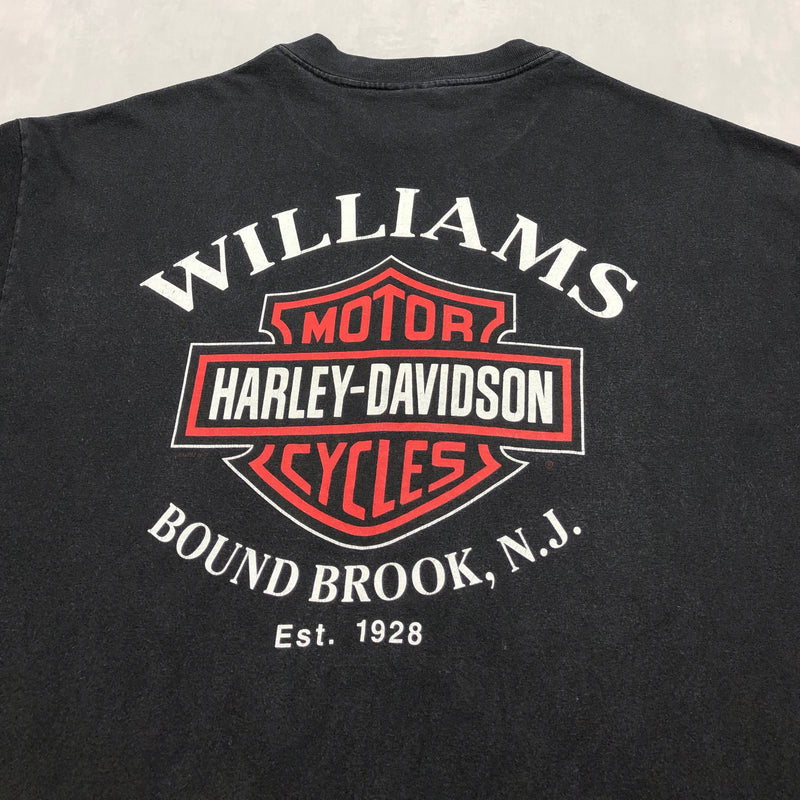 WILLIAMS
MOTOR
HARLEY-DAVIDSON
CYCLES
BOUND BROOK, N.J.
Est. 1928